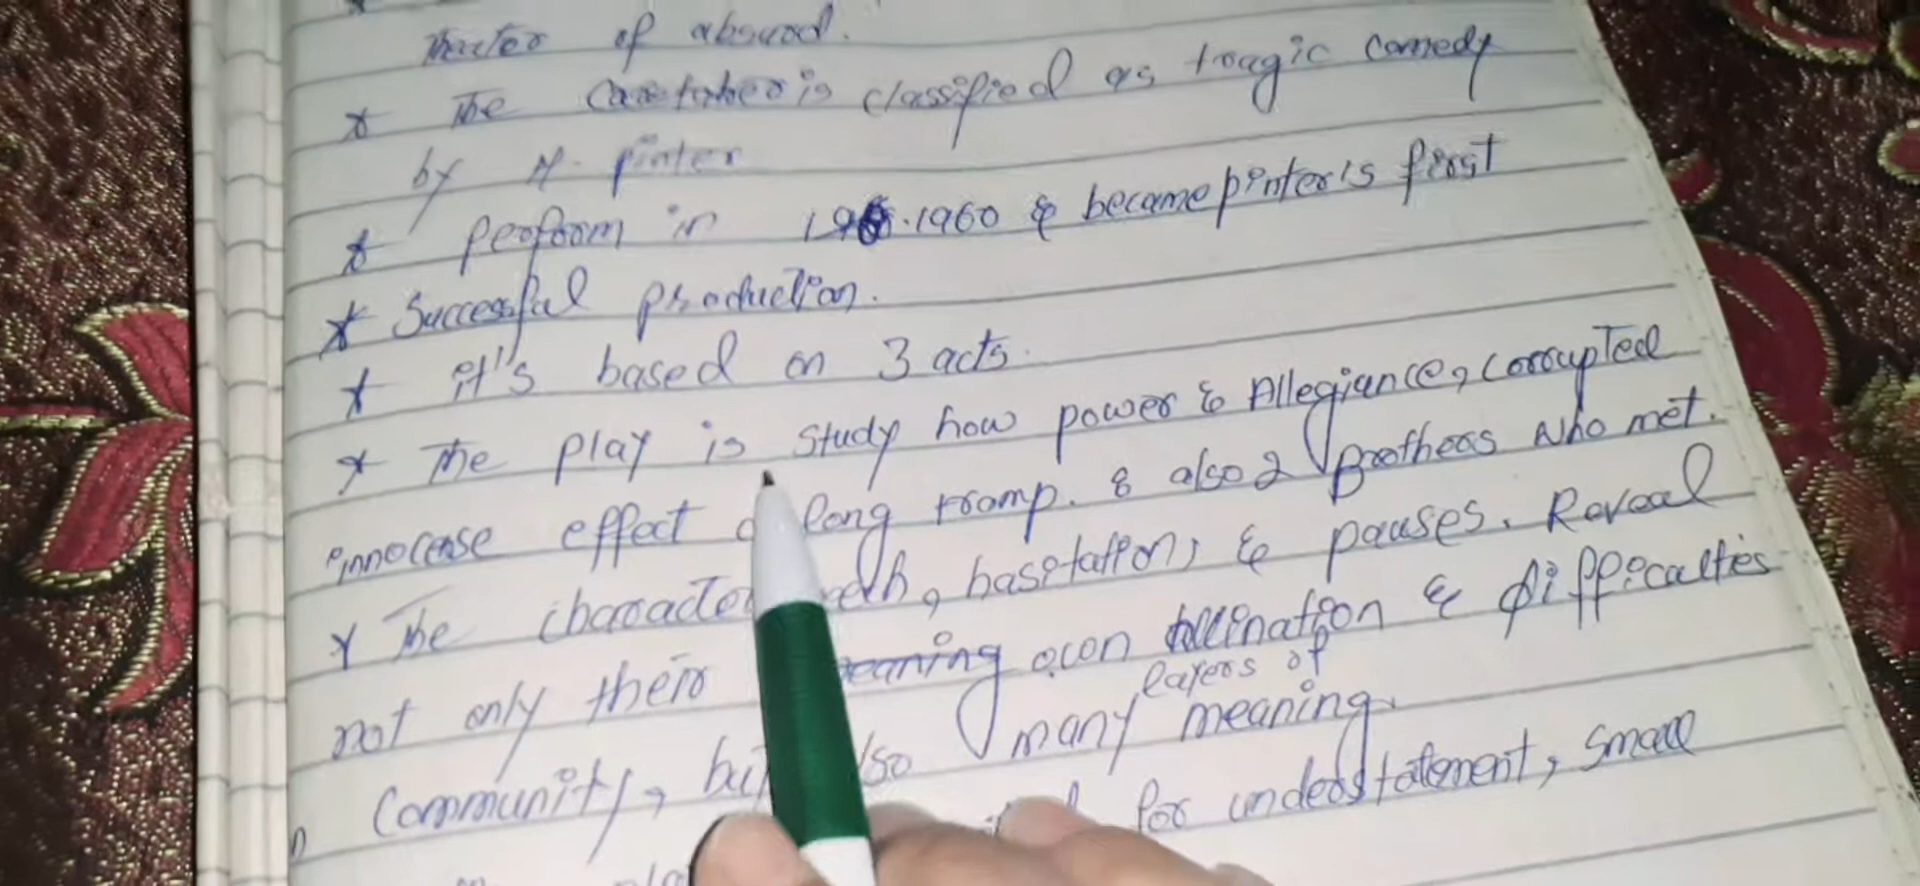 theter of absurd.
* The Caretaker is classified as tragic comedy
by H. pinter
* perform in 1960 & became pinter's first
* Successful production.
* it's based on 3 acts.
* The play is study how power & Allegiance, corrupted
innocense effect long tramp. & also 2 Brothers who met.
* The character , hasitation, & pauses. Reveal
not only their own & difficulties
layers of
Community, but also many meaning.
for understatement, small